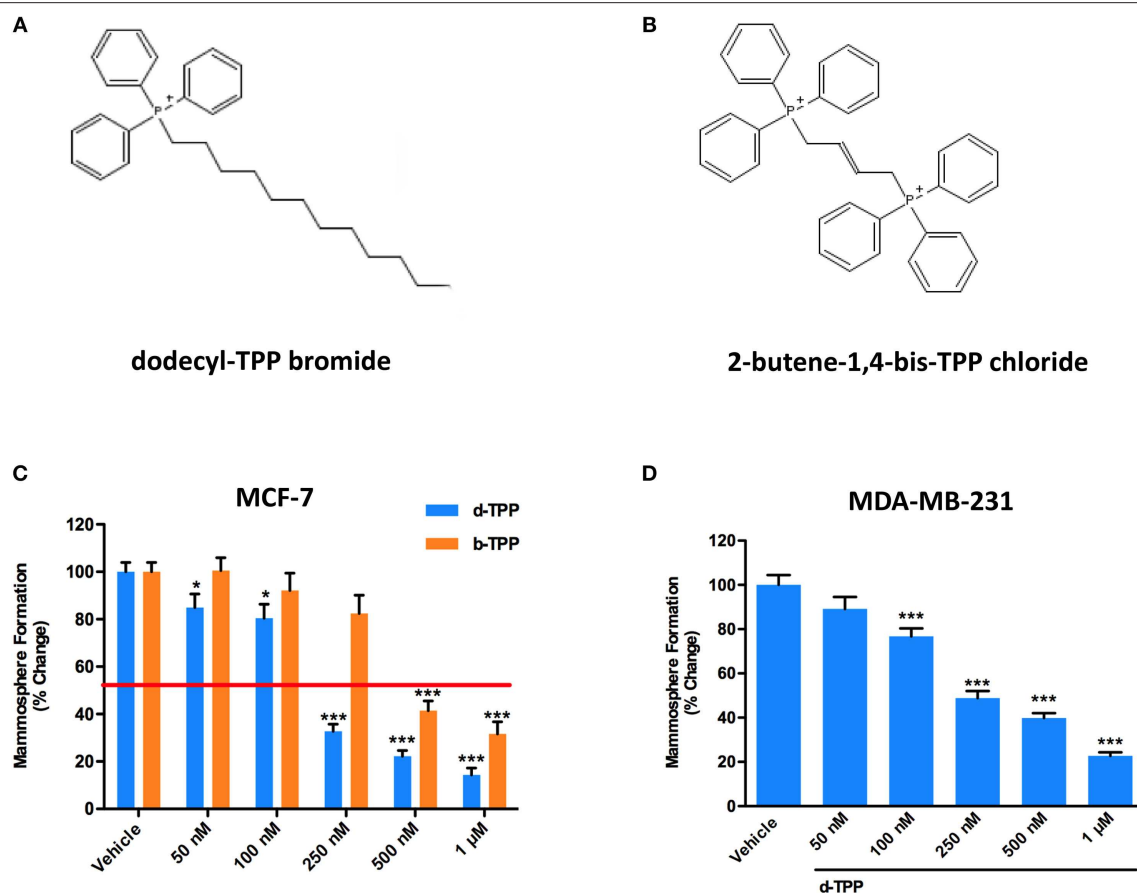 A
B
P
+
P
+
P
+
dodecyl-TPP bromide
2-butene-1,4-bis-TPP chloride
C
D
MCF-7
d-TPP
b-TPP
Mammosphere Formation
(% Change)
120
100
80
60
40
20
0
*
*
***
***
***
***
***
Vehicle
50 nM
100 nM
250 nM
500 nM
1 µM
MDA-MB-231
Mammosphere Formation
(% Change)
120
100
80
60
40
20
0
***
***
***
***
Vehicle
50 nM
100 nM
250 nM
500 nM
1 µM
d-TPP